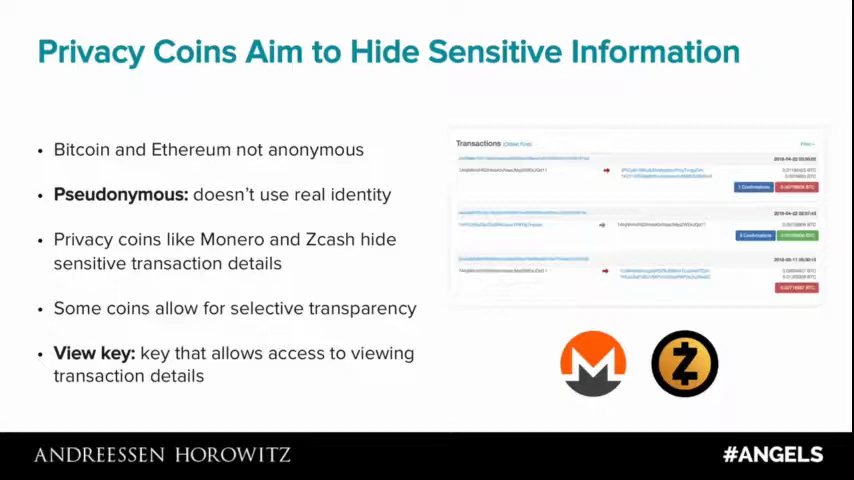 Privacy Coins Aim to Hide Sensitive Information
• Bitcoin and Ethereum not anonymous
• Pseudonymous: doesn't use real identity
• Privacy coins like Monero and Zcash hide
sensitive transaction details
• Some coins allow for selective transparency
• View key: key that allows access to viewing
transaction details
Transactions
ANDREESSEN HOROWITZ
#ANGELS